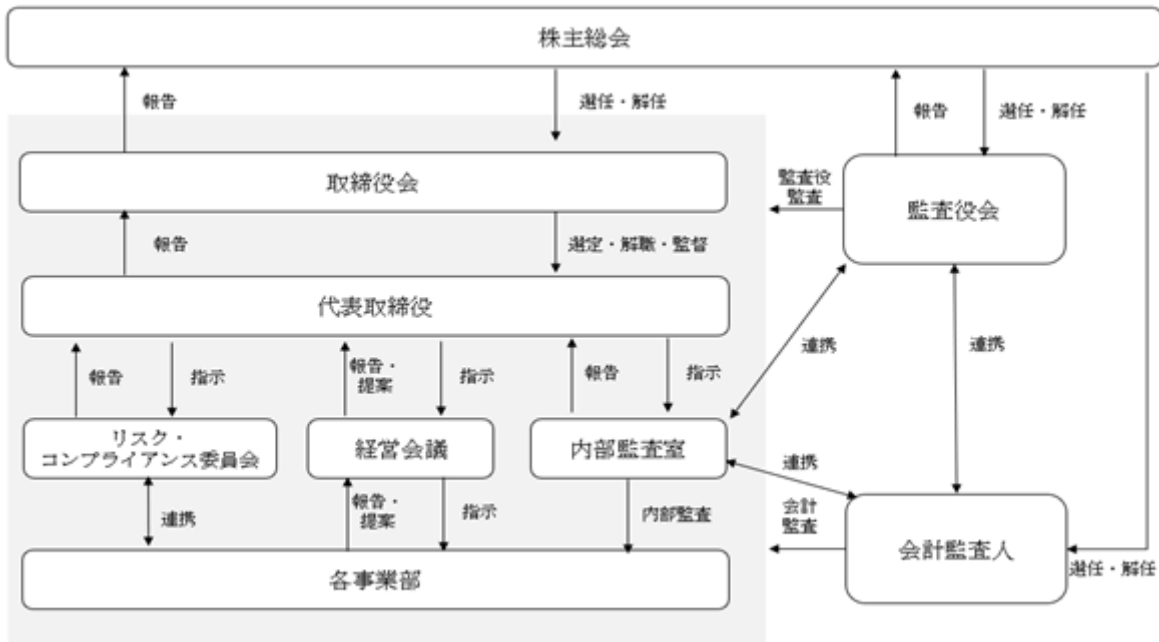 株主総会
報告
選任・解任
報告
選任・解任
取締役会
監査役
監査
監査役会
報告
選定・解職・監督
代表取締役
報告
指示
報告・
提案
指示
報告
指示
連携
連携
リスク・
コンプライアンス委員会
経営会議
内部監査室
連携
連携
報告・
提案
指示
内部監査
会計
監査
会計監査人
選任・解任
各事業部